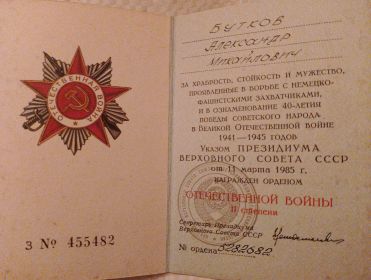 ОТЕЧЕСТВЕННАЯ ВОЙНА
З № 455482
БУТКОВ
Александр
Михайлович
ЗА ХРАБРОСТЬ, СТОЙКОСТЬ И МУЖЕСТВО,
ПРОЯВЛЕННЫЕ В БОРЬБЕ С НЕМЕЦКО-
ФАШИСТСКИМИ ЗАХВАТЧИКАМИ,
И В ОЗНАМЕНОВАНИЕ 40-ЛЕТИЯ
ПОБЕДЫ СОВЕТСКОГО НАРОДА
В ВЕЛИКОЙ ОТЕЧЕСТВЕННОЙ ВОЙНЕ
1941—1945 ГОДОВ
Указом ПРЕЗИДИУМА
ВЕРХОВНОГО СОВЕТА СССР
от 11 марта 1985 г.
НАГРАЖДЕН ОРДЕНОМ
ОТЕЧЕСТВЕННОЙ ВОЙНЫ
II степени
Секретарь Президиума
Верховного Совета СССР
№ ордена 5282682